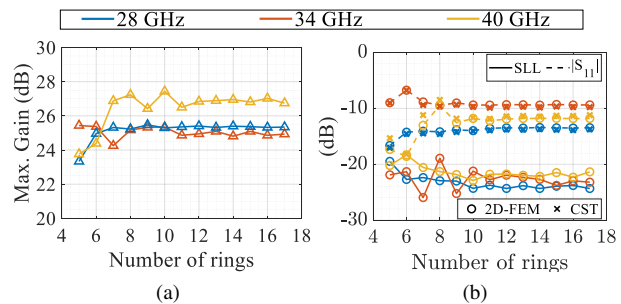 28 GHz 34 GHz 40 GHz
30
28
26
24
22
20
Max. Gain (dB)
4 6 8 10 12 14 16 18
Number of rings
(a)
0
-10
-20
-30
(dB)
SLL |S11|
2D-FEM CST
4 6 8 10 12 14 16 18
Number of rings
(b)